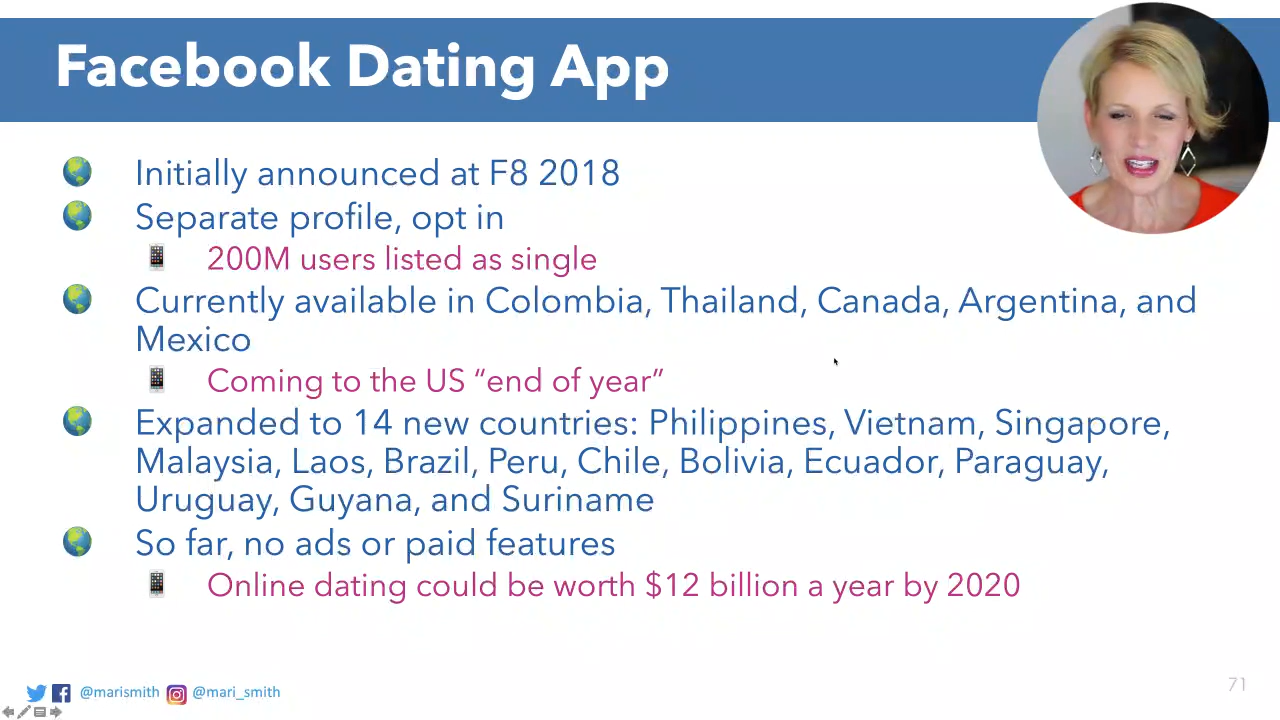 Facebook Dating App
Initially announced at F8 2018
Separate profile, opt in
200M users listed as single
Currently available in Colombia, Thailand, Canada, Argentina, and
Mexico
Coming to the US “end of year”
Expanded to 14 new countries: Philippines, Vietnam, Singapore,
Malaysia, Laos, Brazil, Peru, Chile, Bolivia, Ecuador, Paraguay,
Uruguay, Guyana, and Suriname
So far, no ads or paid features
Online dating could be worth $12 billion a year by 2020
@marismith @mari_smith
71